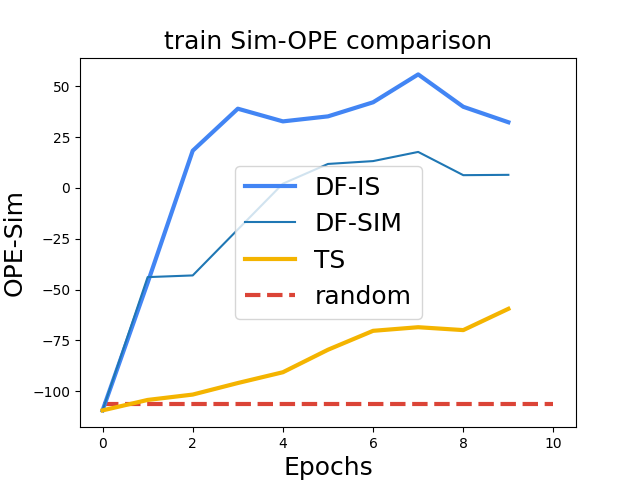 train Sim-OPE comparison
OPE-Sim
50
25
0
−25
−50
−75
−100
DF-IS
DF-SIM
TS
random
0 2 4 6 8 10
Epochs